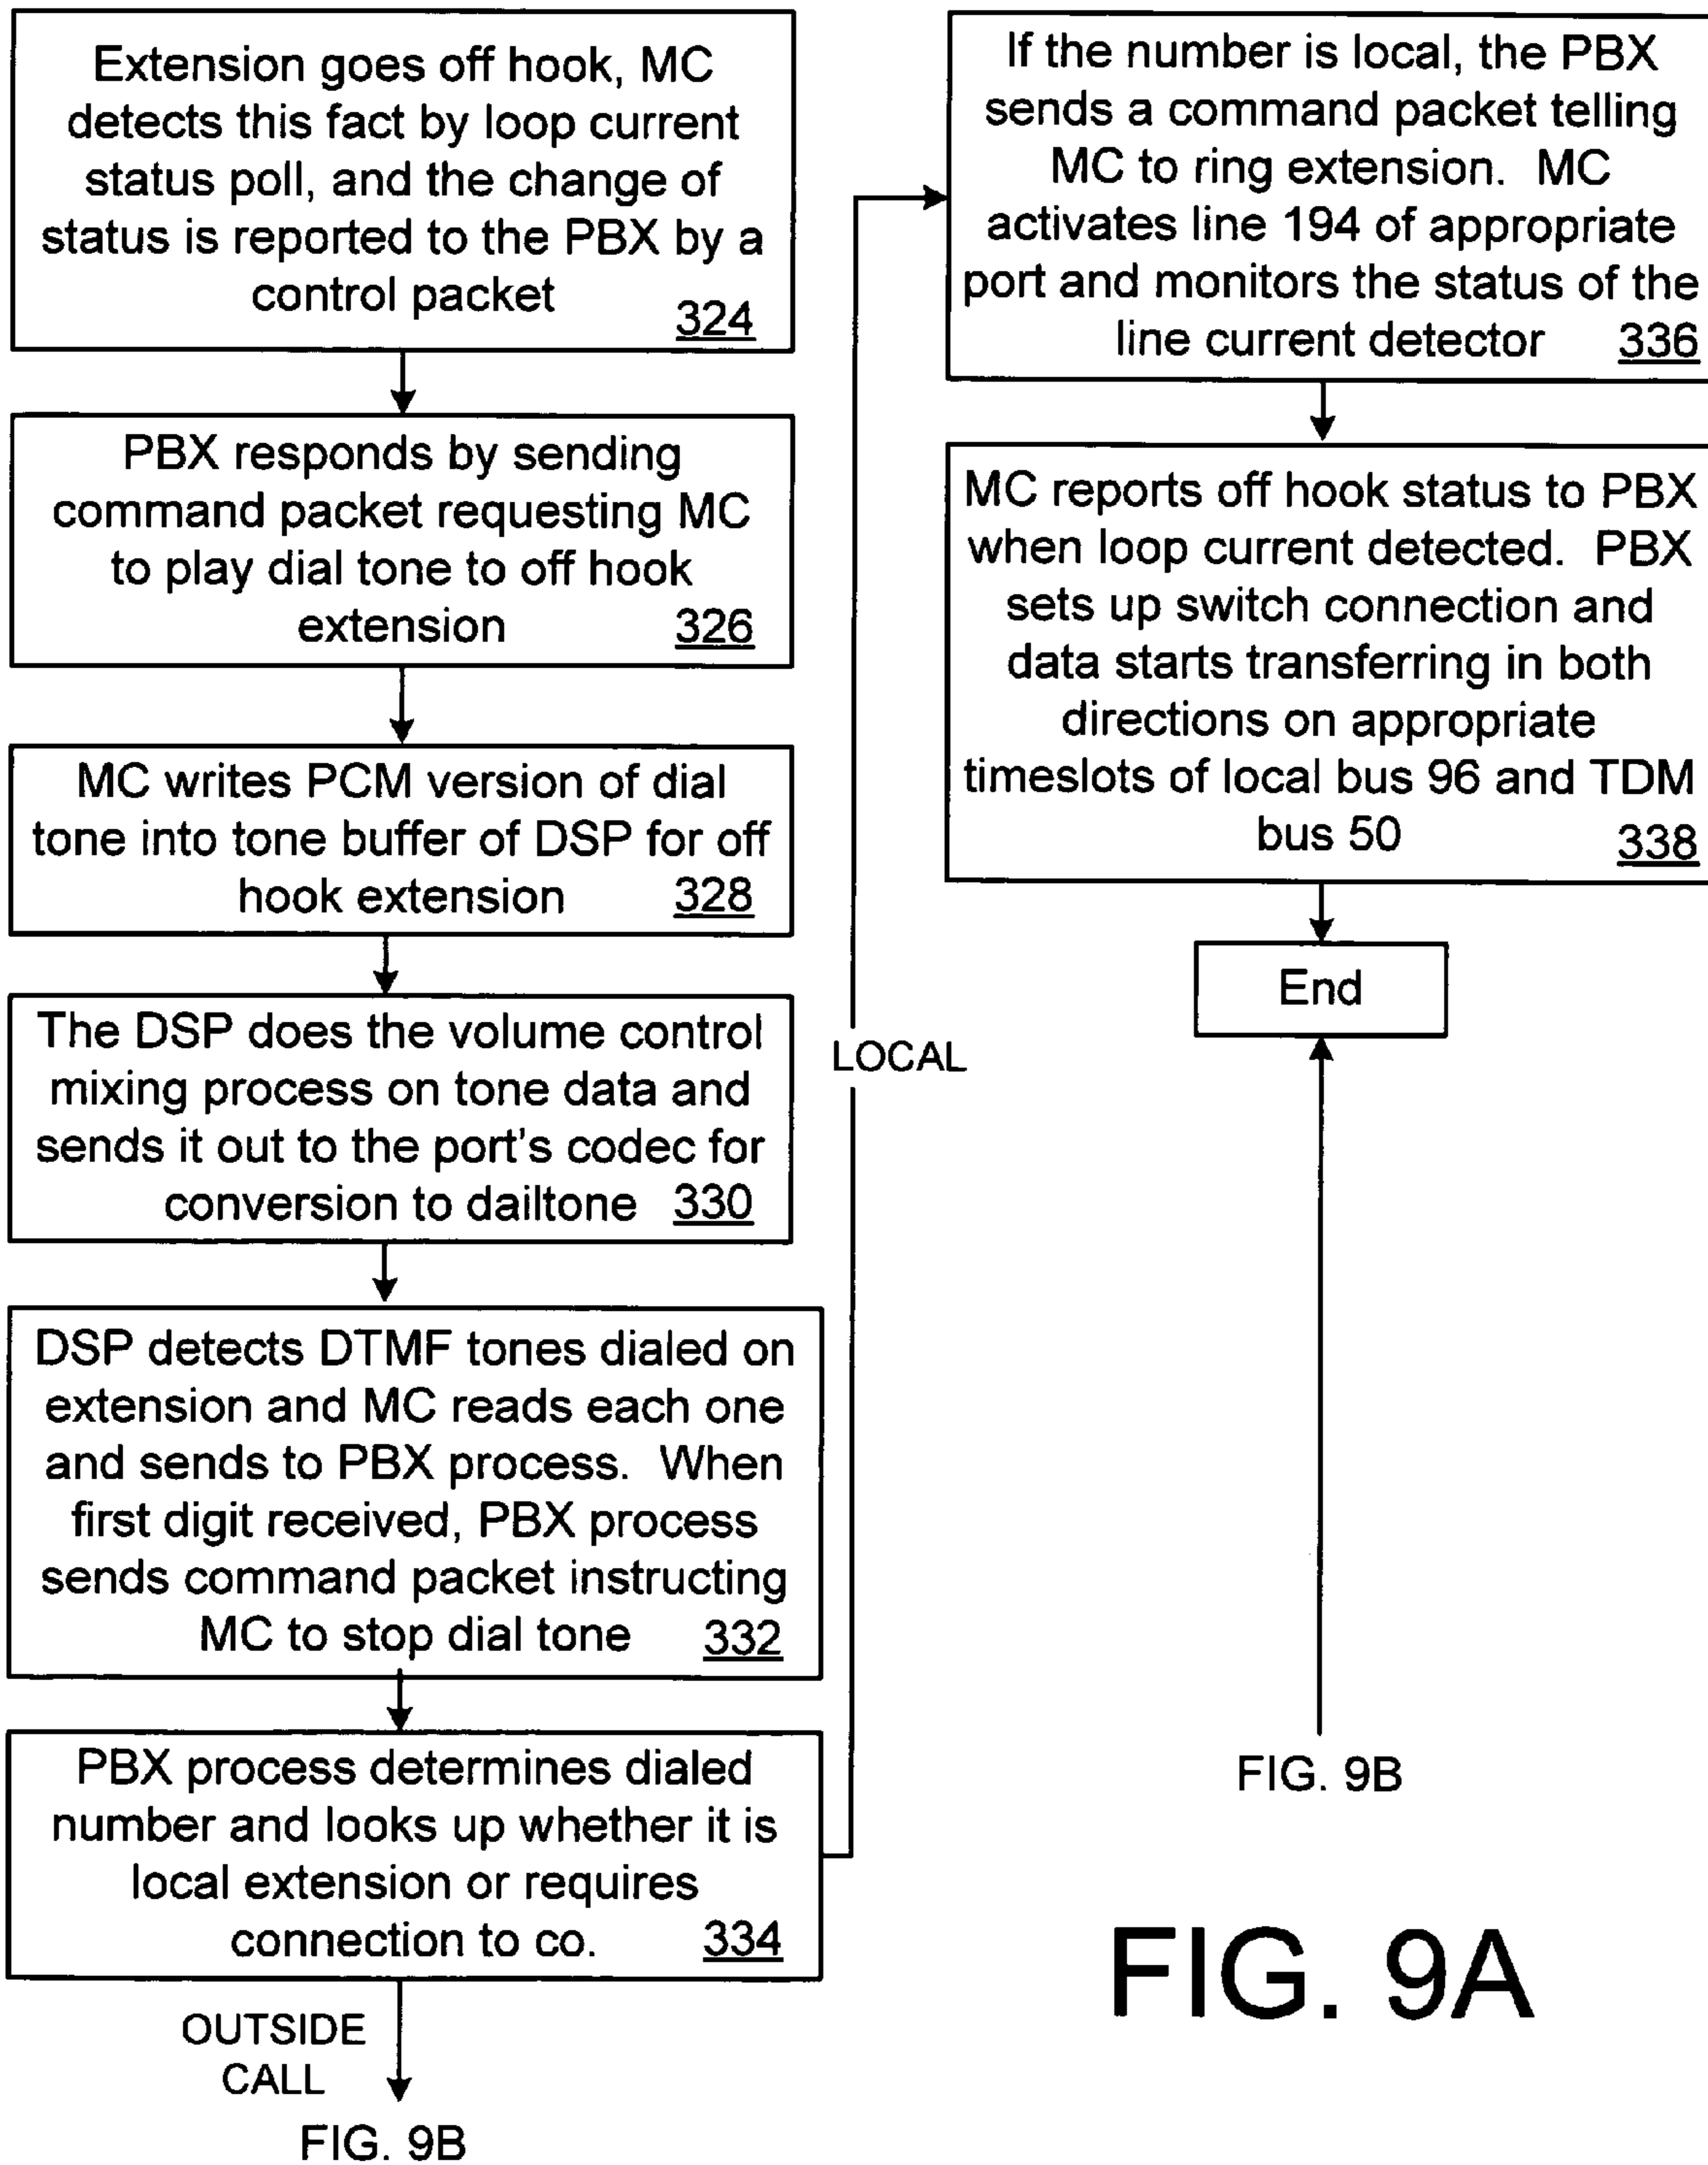 Extension goes off hook, MC
detects this fact by loop current
status poll, and the change of
status is reported to the PBX by a
control packet 324
PBX responds by sending
command packet requesting MC
to play dial tone to off hook
extension 326
MC writes PCM version of dial
tone into tone buffer of DSP for off
hook extension 328
The DSP does the volume control
mixing process on tone data and
sends it out to the port's codec for
conversion to dailtone 330
DSP detects DTMF tones dialed on
extension and MC reads each one
and sends to PBX process. When
first digit received, PBX process
sends command packet instructing
MC to stop dial tone 332
PBX process determines dialed
number and looks up whether it is
local extension or requires
connection to co. 334
OUTSIDE
CALL
FIG. 9B
LOCAL
If the number is local, the PBX
sends a command packet telling
MC to ring extension. MC
activates line 194 of appropriate
port and monitors the status of the
line current detector 336
MC reports off hook status to PBX
when loop current detected. PBX
sets up switch connection and
data starts transferring in both
directions on appropriate
timeslots of local bus 96 and TDM
bus 50 338
End
FIG. 9B
FIG. 9A